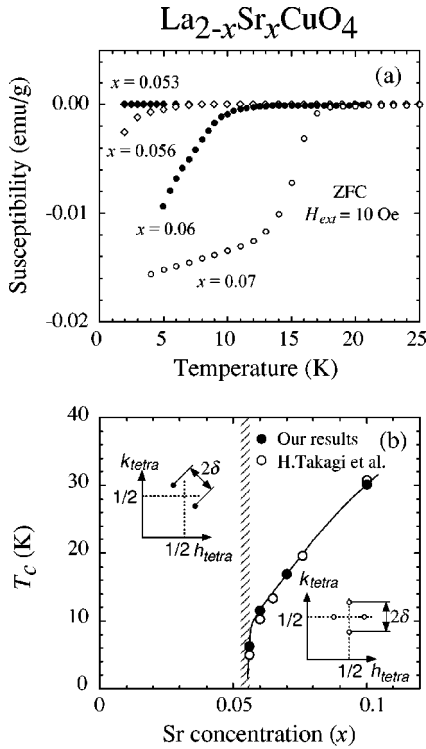 La2-xSrxCuO4
(a)
x = 0.053
x = 0.056
x = 0.06
x = 0.07
ZFC
Hext = 10 Oe
Susceptibility (emu/g)
0.00
-0.01
-0.02
0 5 10 15 20 25
Temperature (K)
(b)
Our results
H.Takagi et al.
ktetra
2δ
1/2
1/2 htetra
ktetra
1/2
2δ
1/2
htetra
Tc (K)
40
30
20
10
0
0 0.05 0.1
Sr concentration (x)